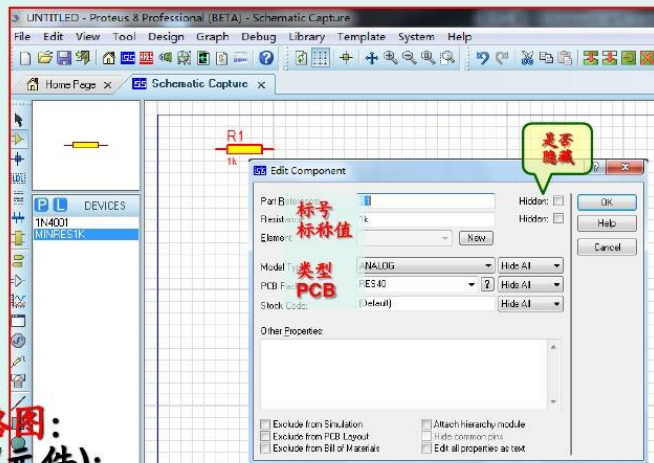 UNTITLED - Proteus 8 Professional (BETA) - Schematic Capture
File Edit View Tool Design Graph Debug Library Template System Help
Home Page x Schematic Capture x
R1
1k
是否
隐藏
Edit Component
P L DEVICES
1N4001
MINRES1K
Part
标号
Hidden:
OK
标称值
1k
Hidden:
Help
Element
New
Cancel
Model
类型
ANALOG
Hide All
PCB
PCB
RES40
?
Hide All
Stock Code:
(Default)
Hide All
Other Properties:
Exclude from Simulation
Attach hierarchy module
Exclude from PCB Layout
Hide common pins
Exclude from Bill of Materials
Edit all properties as text
图:
元件):